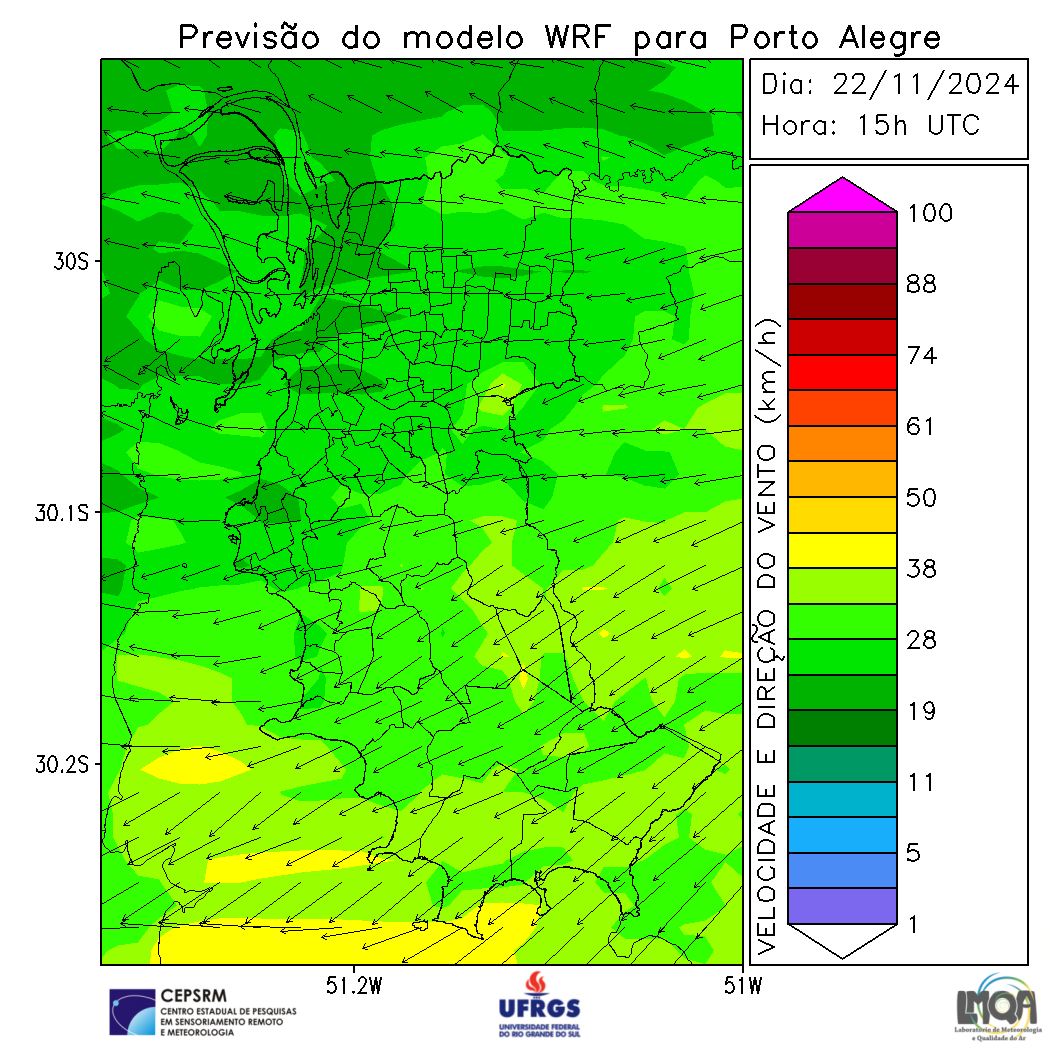 Previsão do modelo WRF para Porto Alegre
Dia: 22/11/2024
Hora: 15h UTC
30S
30.1S
30.2S
51.2W
51W
VELOCIDADE E DIREÇÃO DO VENTO (km/h)
100
88
74
61
50
38
28
19
11
5
1
CEPSRM
CENTRO ESTADUAL DE PESQUISAS
EM SENSORIAMENTO REMOTO
E METEOROLOGIA
UFRGS
UNIVERSIDADE FEDERAL
DO RIO GRANDE DO SUL
LMQA
Laboratório de Meteorologia
e Qualidade do Ar